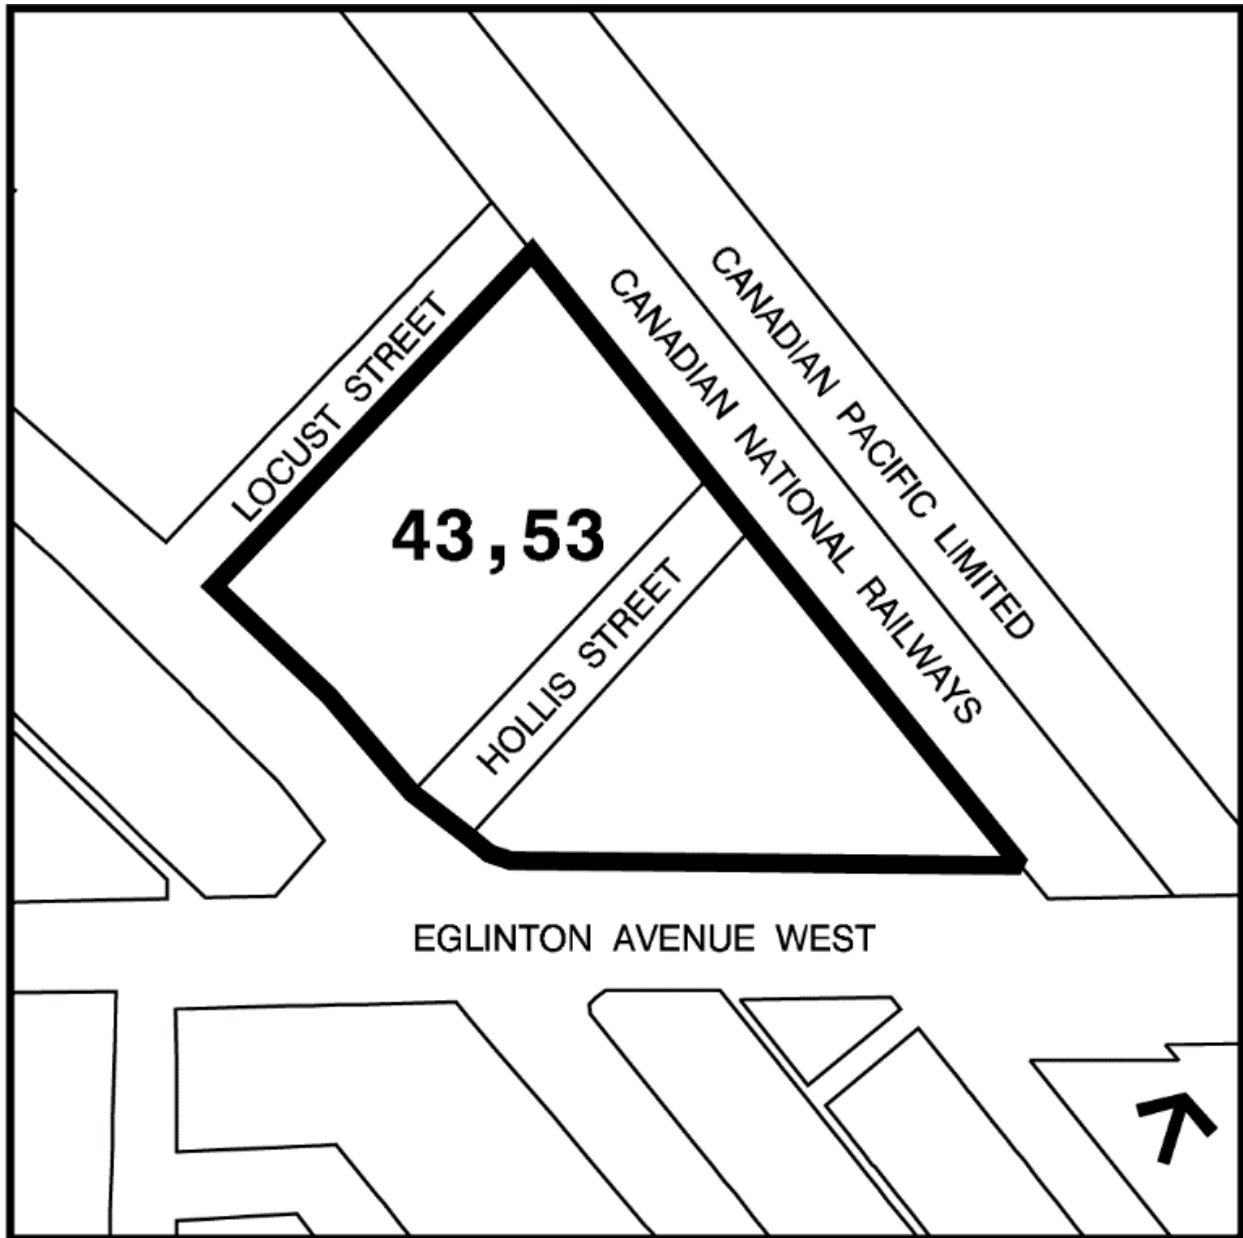 CANADIAN PACIFIC LIMITED
CANADIAN NATIONAL RAILWAYS
LOCUST STREET
43,53
HOLLIS STREET
EGLINTON AVENUE WEST